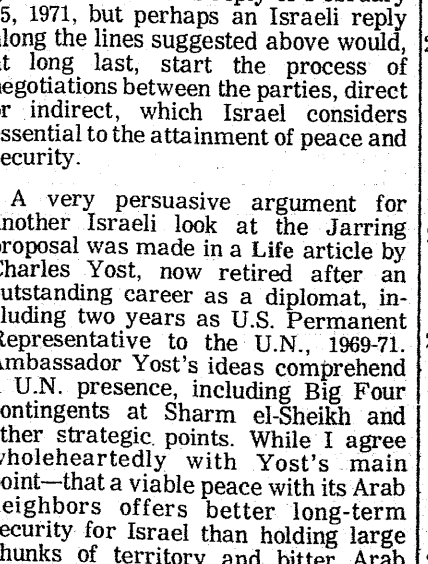 5, 1971, but perhaps an Israeli reply
long the lines suggested above would,
t long last, start the process of
egotiations between the parties, direct
r indirect, which Israel considers
ssential to the attainment of peace and
ecurity.
A very persuasive argument for
nother Israeli look at the Jarring
roposal was made in a Life article by
harles Yost, now retired after an
utstanding career as a diplomat, in-
luding two years as U.S. Permanent
epresentative to the U.N., 1969-71.
mbassador Yost's ideas comprehend
U.N. presence, including Big Four
ontingents at Sharm el-Sheikh and
ther strategic points. While I agree
wholeheartedly with Yost's main
oint—that a viable peace with its Arab
eighbors offers better long-term
ecurity for Israel than holding large
hunks of territory and bitter Arab